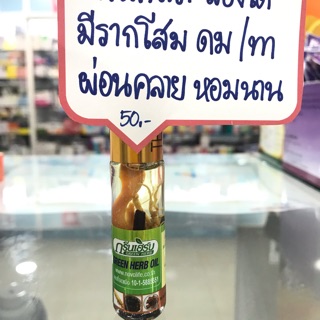 มีรากโสม ดม/ทา
ผ่อนคลาย หอมนาน
50.-
กรีนเฮิร์บ
GREEN HERB OIL